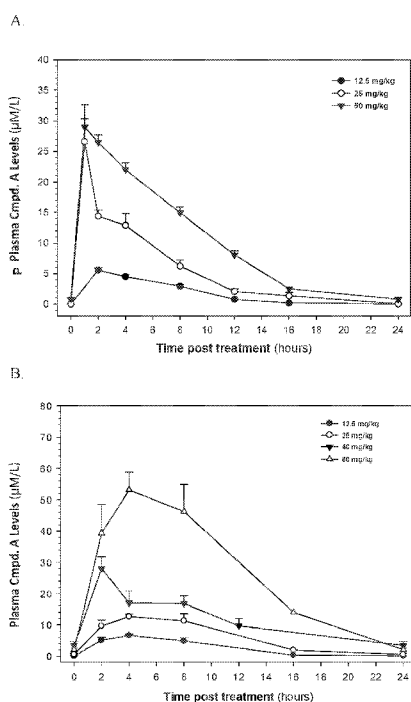 A.
40
35
30
25
20
15
10
5
0
p Plasma Cmpd. A Levels (µM/L)
12.5 mg/kg
25 mg/kg
50 mg/kg
0 2 4 6 8 10 12 14 16 18 20 22 24
Time post treatment (hours)
B.
80
70
60
50
40
30
20
10
0
Plasma Cmpd. A Levels (µM/L)
12.5 mg/kg
25 mg/kg
40 mg/kg
80 mg/kg
0 2 4 6 8 10 12 14 16 18 20 22 24
Time post treatment (hours)